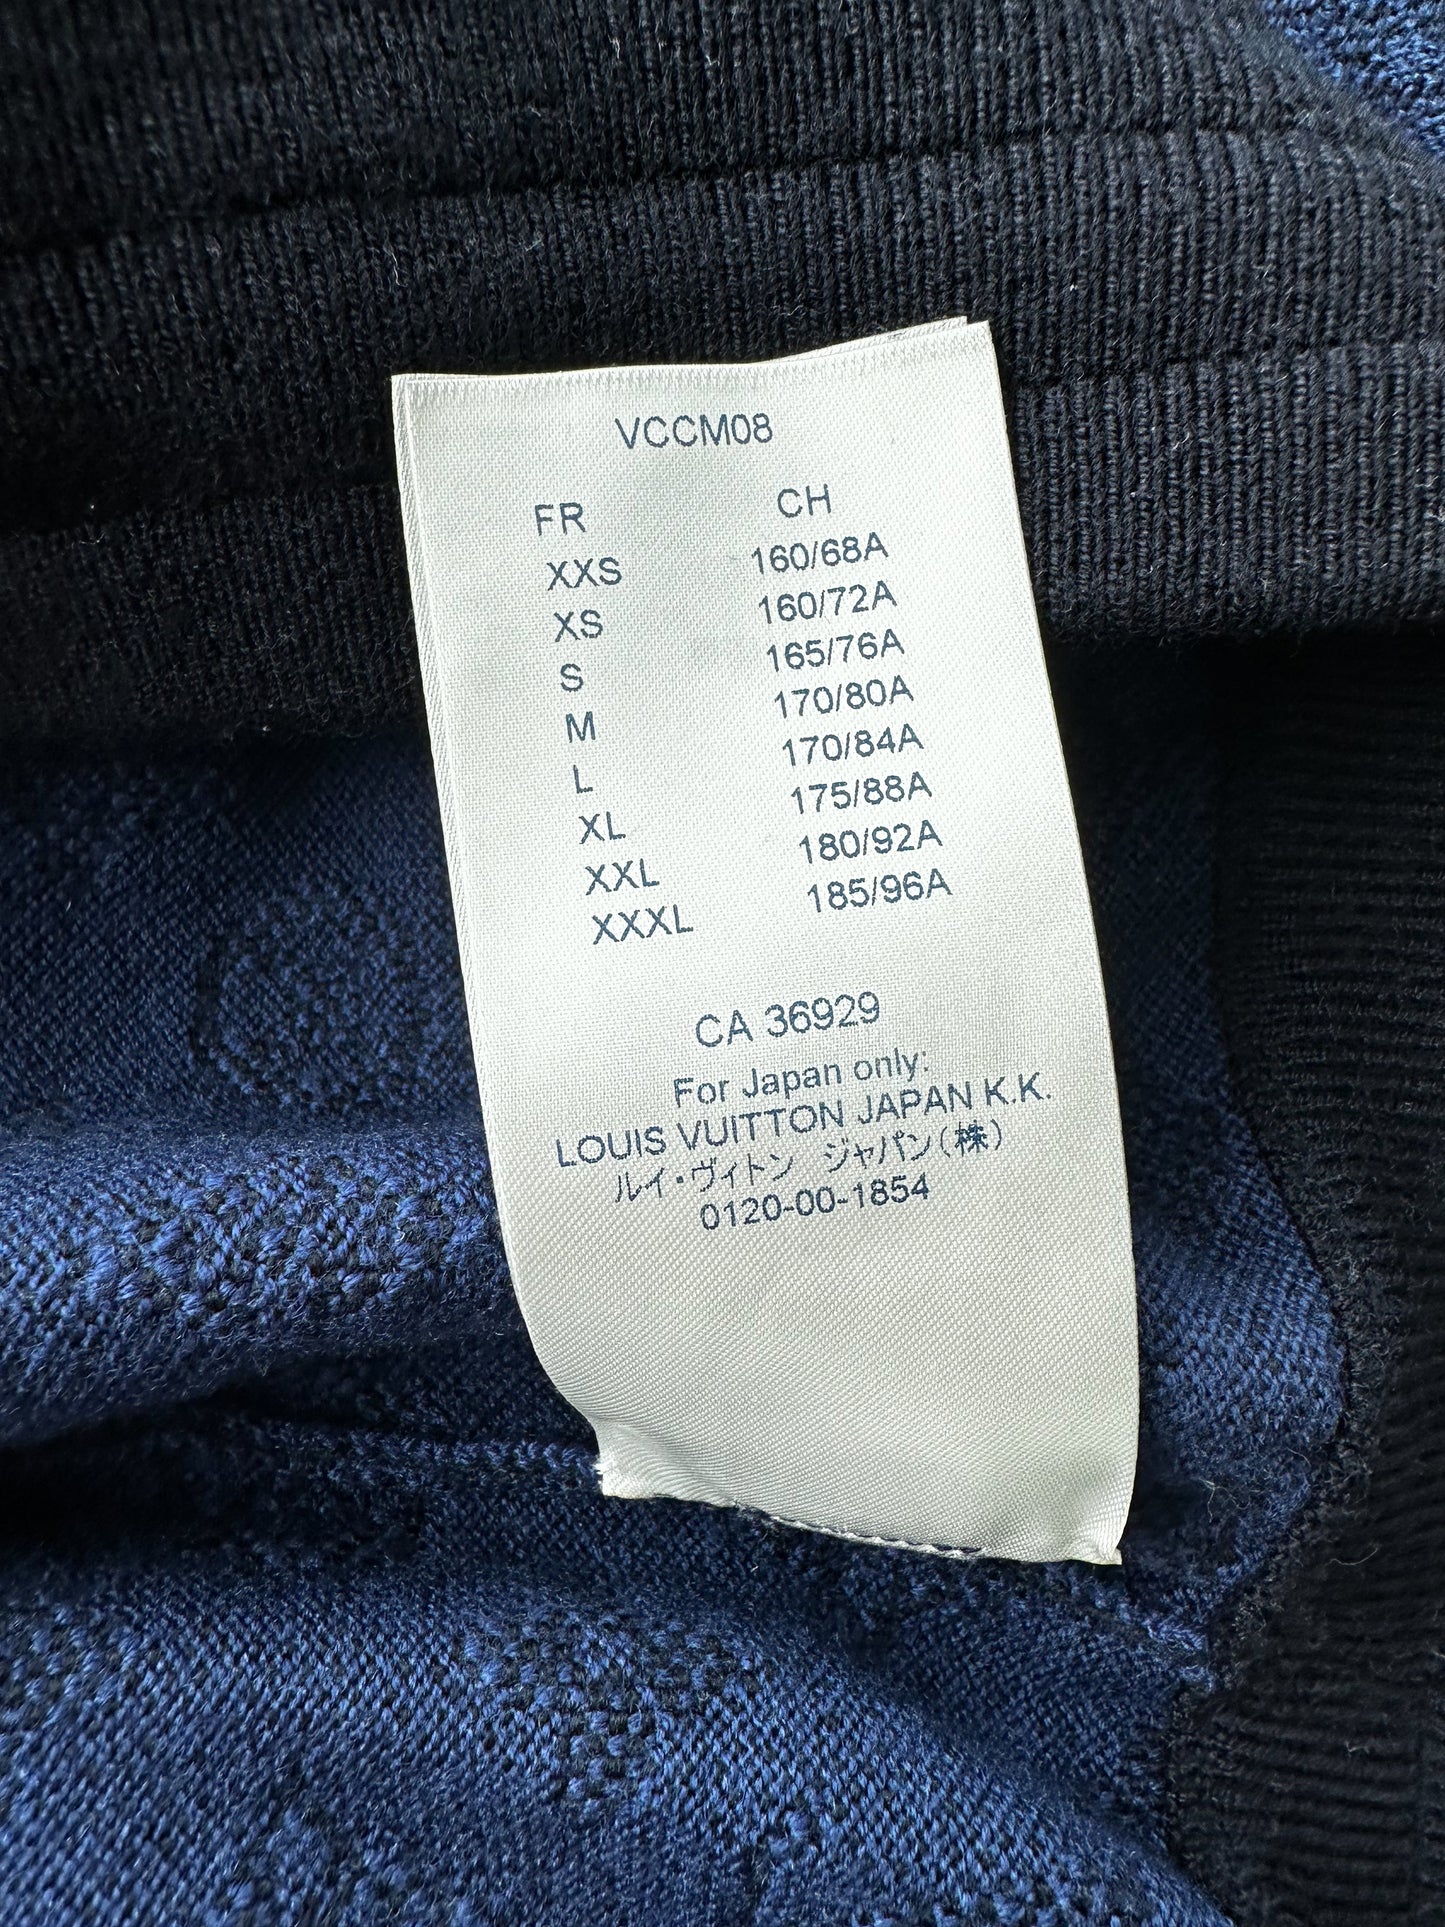 VCCM08
FR CH
XXS 160/68A
XS 160/72A
S 165/76A
M 170/80A
L 170/84A
XL 175/88A
XXL 180/92A
XXXL 185/96A
CA 36929
For Japan only:
LOUIS VUITTON JAPAN K.K.
ルイ・ヴィトン ジャパン(株)
0120-00-1854